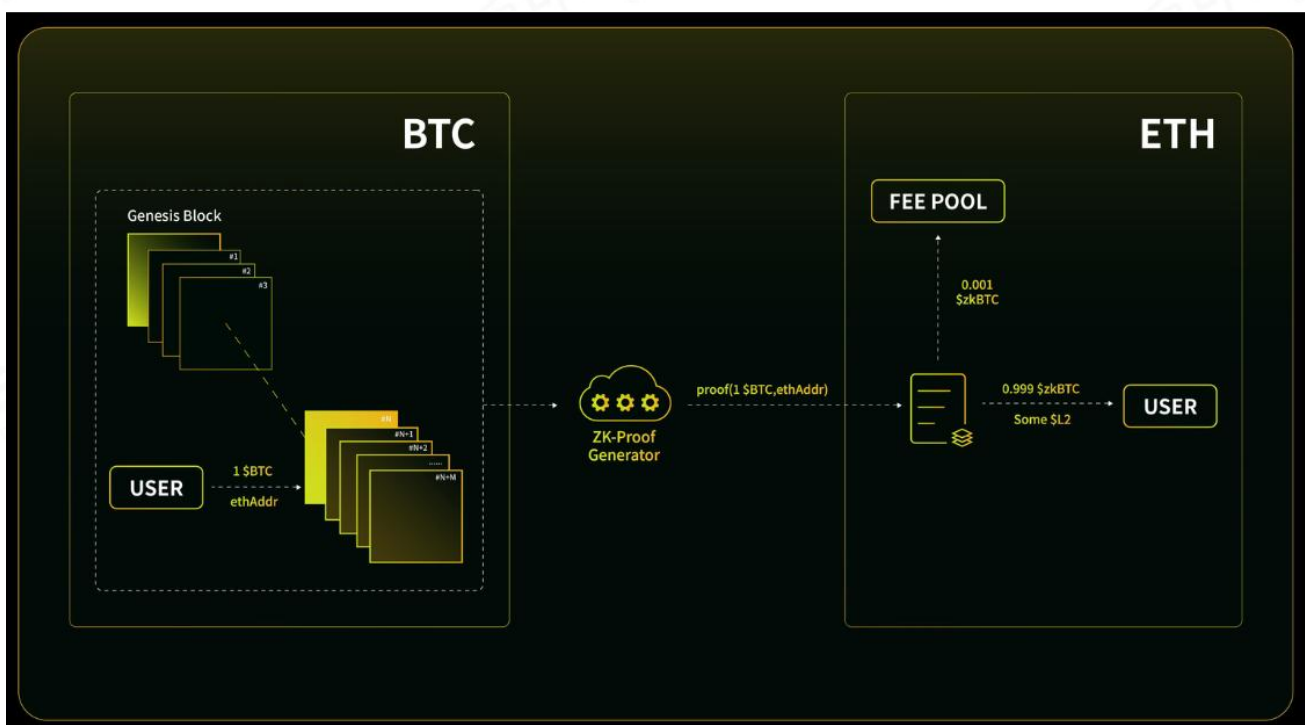 BTC
Genesis Block
#1
#2
#3
#N
#N+1
#N+2
......
#N+M
USER
1 $BTC
ethAddr
ZK-Proof
Generator
proof(1 $BTC,ethAddr)
ETH
FEE POOL
0.001
$zkBTC
0.999 $zkBTC
Some $L2
USER